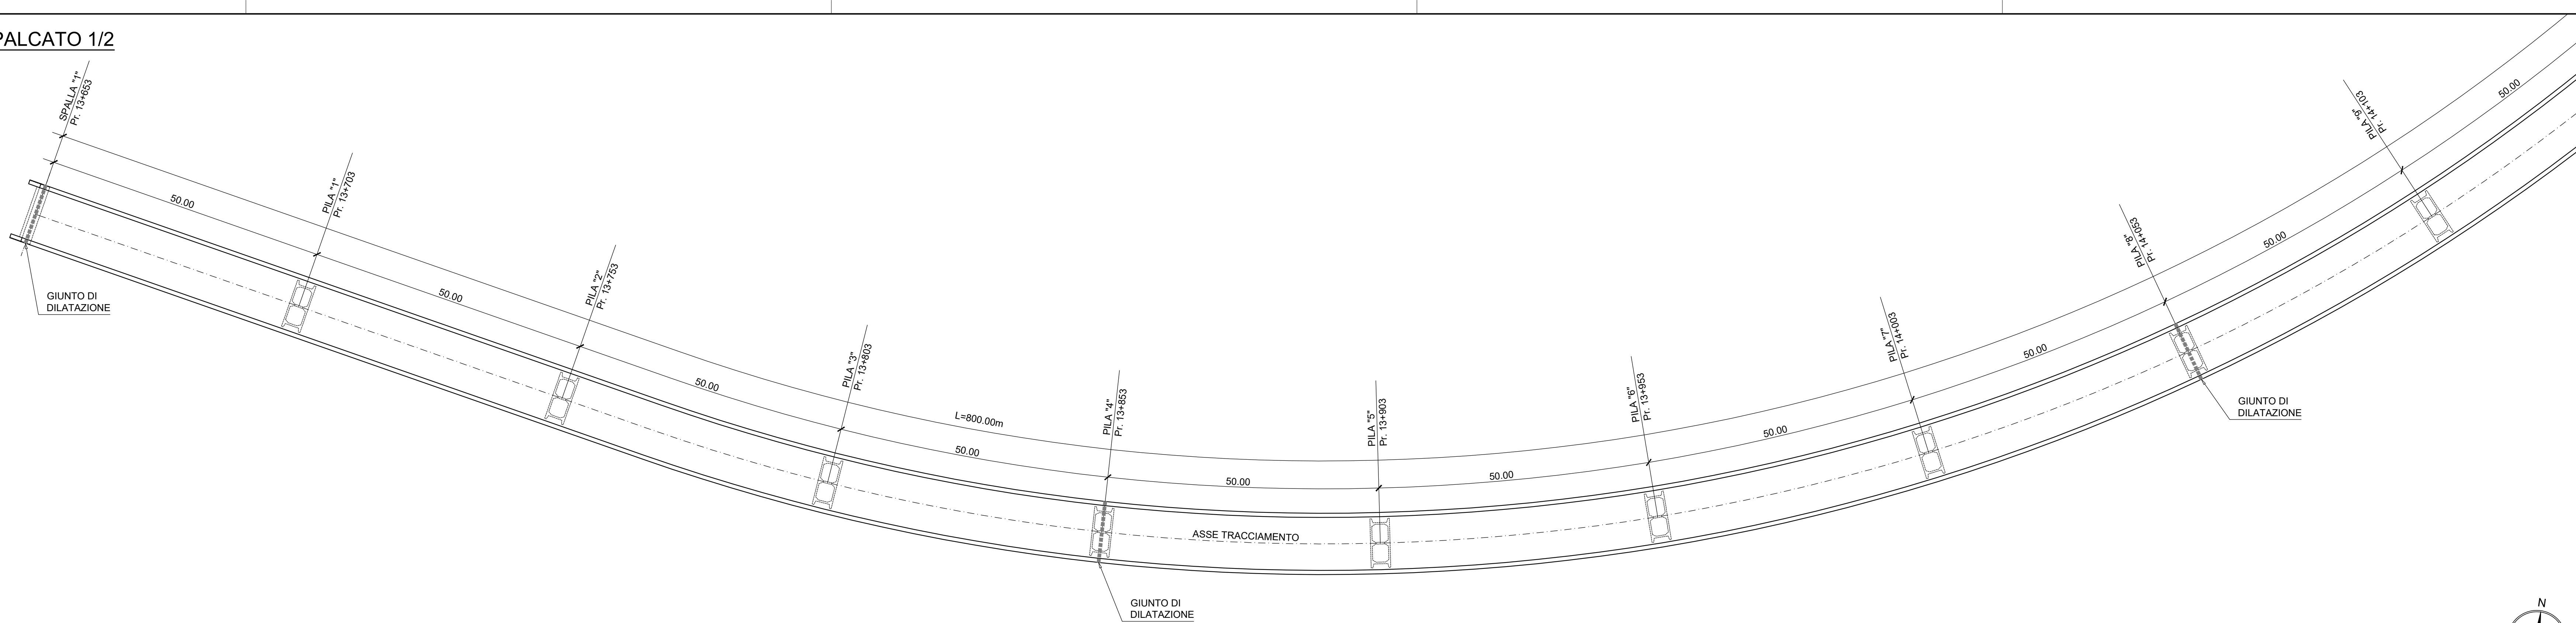 PALCATO 1/2
SPALLA "1"
Pr. 13+653
50.00
GIUNTO DI
DILATAZIONE
PILA "1"
Pr. 13+703
50.00
PILA "2"
Pr. 13+753
50.00
PILA "3"
Pr. 13+803
L=800.00m
50.00
PILA "4"
Pr. 13+853
50.00
ASSE TRACCIAMENTO
GIUNTO DI
DILATAZIONE
PILA "5"
Pr. 13+903
50.00
PILA "6"
Pr. 13+953
50.00
PILA "7"
Pr. 14+003
50.00
PILA "8"
Pr. 14+053
50.00
GIUNTO DI
DILATAZIONE
PILA "9"
Pr. 14+103
50.00
N